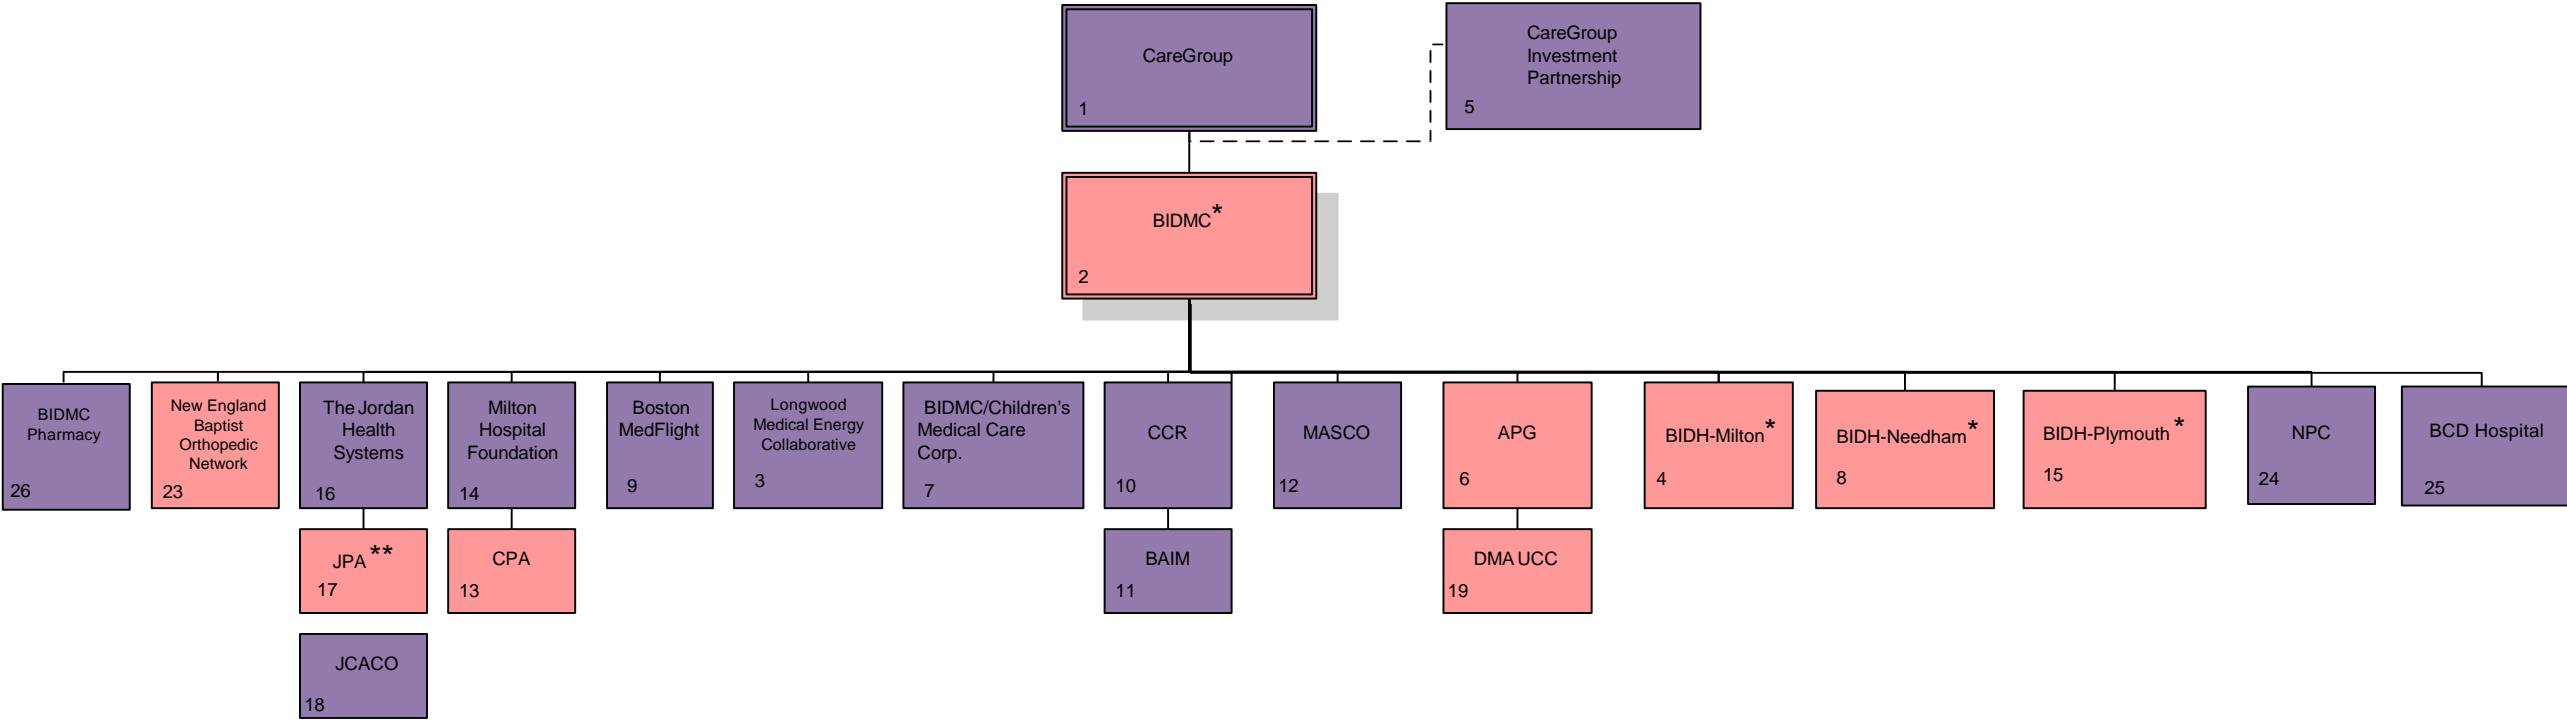 CareGroup
1
CareGroup
Investment
Partnership
5
BIDMC*
2
BIDMC
Pharmacy
26
New England
Baptist
Orthopedic
Network
23
The Jordan
Health
Systems
16
Milton
Hospital
Foundation
14
Boston
MedFlight
9
Longwood
Medical Energy
Collaborative
3
BIDMC/Children's
Medical Care
Corp.
7
CCR
10
MASCO
12
APG
6
BIDH-Milton*
4
BIDH-Needham*
8
BIDH-Plymouth*
15
NPC
24
BCD Hospital
25
JPA**
17
CPA
13
BAIM
11
DMA UCC
19
JCACO
18